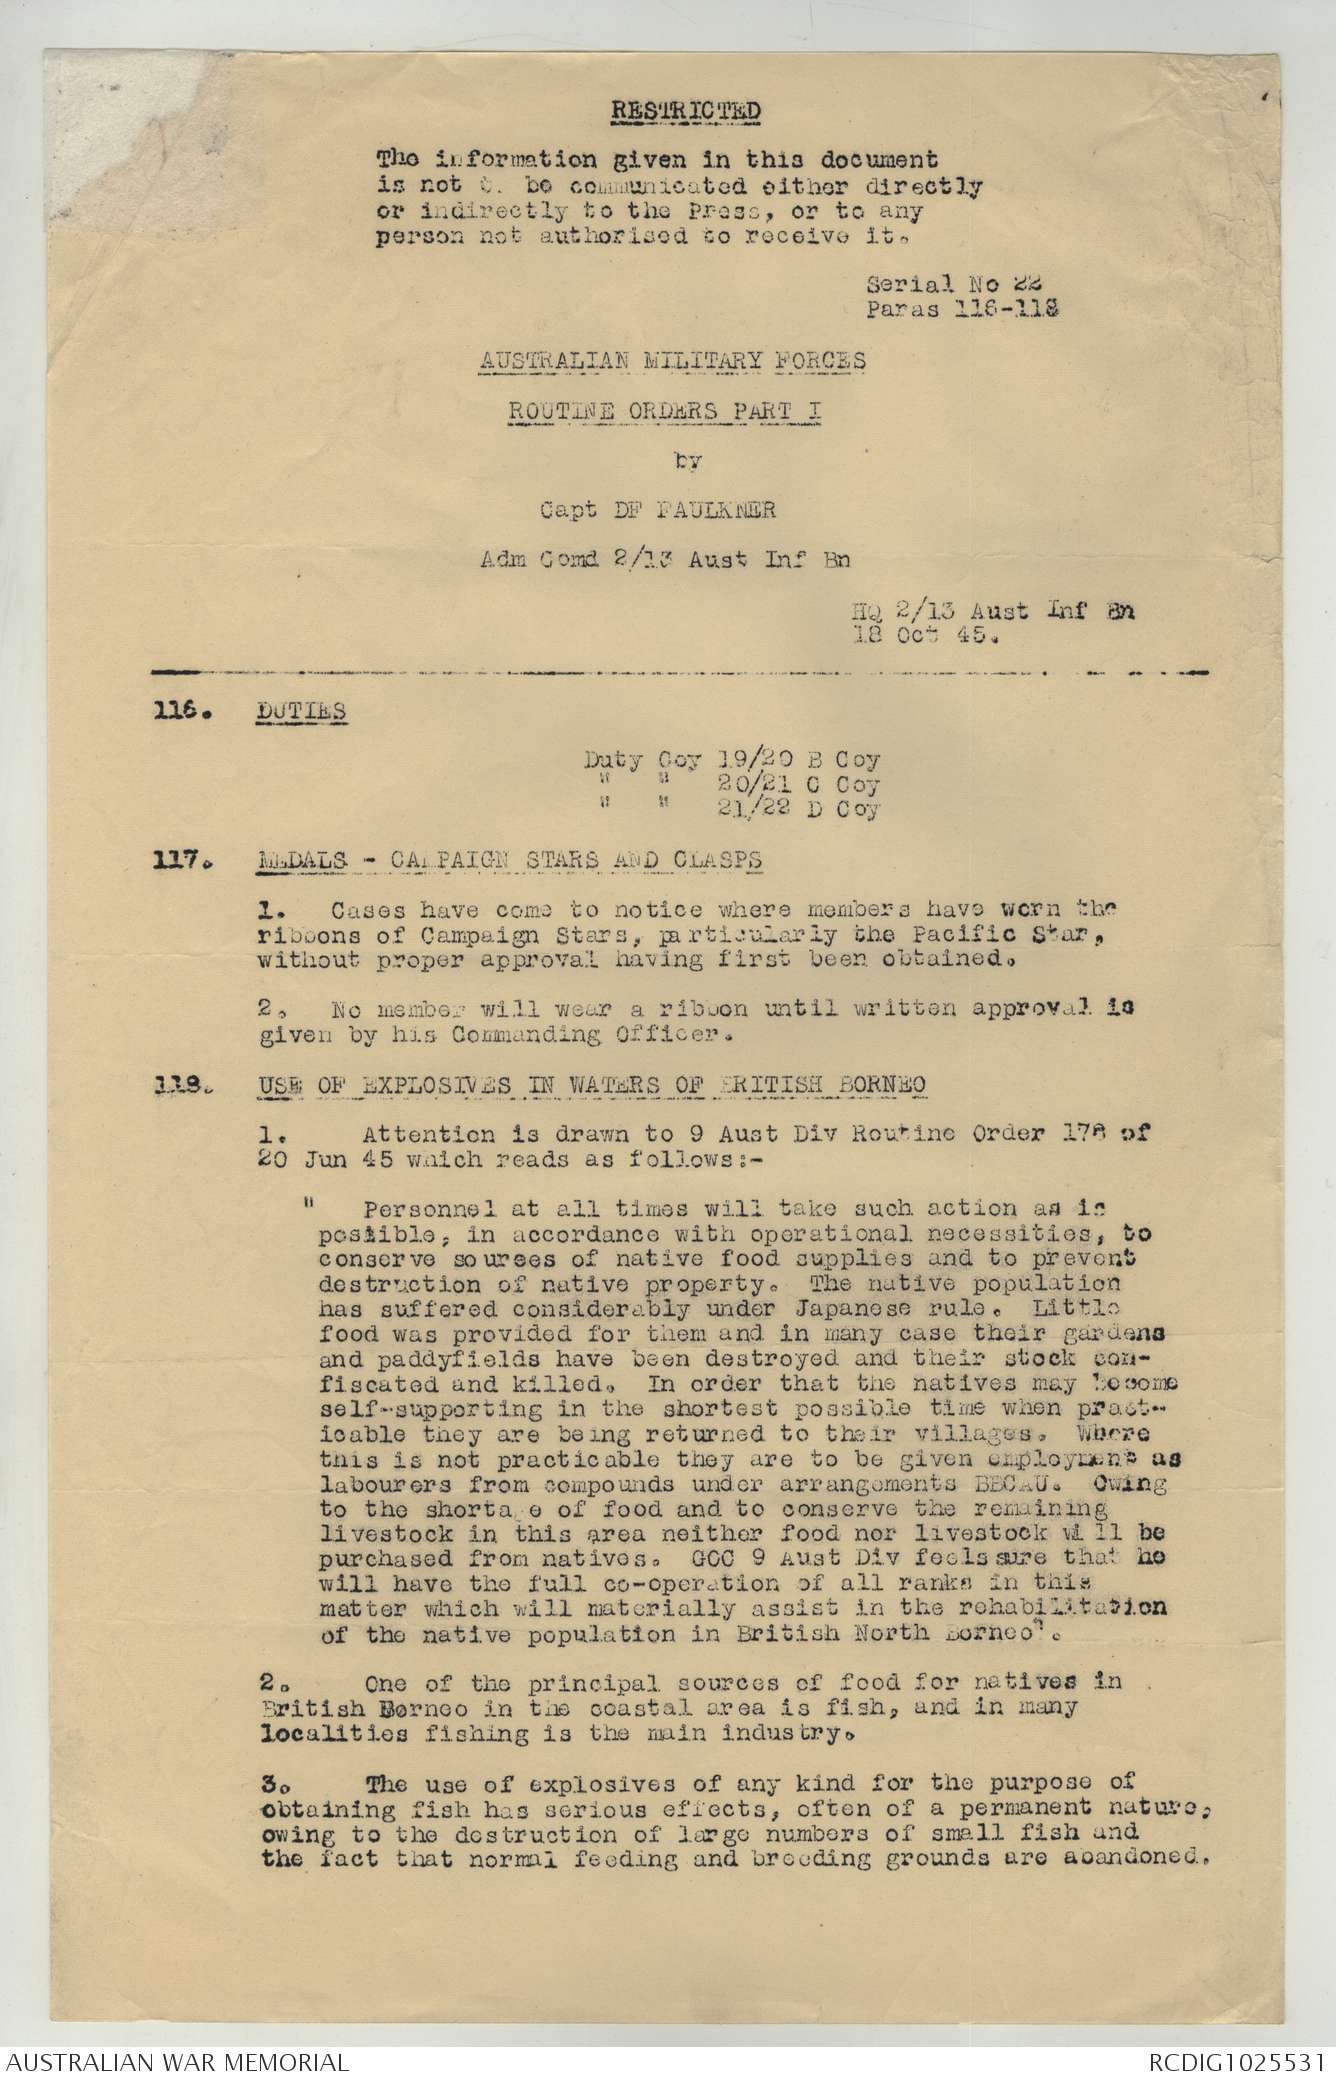 RESTRICTED
The information given in this document
is not t. be communicated either directly
or indirectly to the Press, or to any
person not authorised to receive it.
Serial No 22
Paras 116-118
AUSTRALIAN MILITARY FORCES
ROUTINE ORDERS PART I
by
Capt DF FAULKNER
Adm Comd 2/13 Aust Inf Bn
HQ 2/13 Aust Inf Bn
18 Oct 45.
116. DUTIES
Duty Coy 19/20 B Coy
" " 20/21 C Coy
" " 21/22 D Coy
117. MEDALS - CAMPAIGN STARS AND CLASPS
1. Cases have come to notice where members have worn the
ribbons of Campaign Stars, particularly the Pacific Star,
without proper approval having first been obtained.
2. No member will wear a ribbon until written approval is
given by his Commanding Officer.
118. USE OF EXPLOSIVES IN WATERS OF BRITISH BORNEO
1. Attention is drawn to 9 Aust Div Routine Order 176 of
20 Jun 45 which reads as follows:-
" Personnel at all times will take such action as is
possible, in accordance with operational necessities, to
conserve sources of native food supplies and to prevent
destruction of native property. The native population
has suffered considerably under Japanese rule. Little
food was provided for them and in many case their gardens
and paddyfields have been destroyed and their stock con-
fiscated and killed. In order that the natives may become
self-supporting in the shortest possible time when pract-
icable they are being returned to their villages. Where
this is not practicable they are to be given employment as
labourers from compounds under arrangements BBCAU. Owing
to the shortage of food and to conserve the remaining
livestock in this area neither food nor livestock will be
purchased from natives. GOC 9 Aust Div feels sure that he
will have the full co-operation of all ranks in this
matter which will materially assist in the rehabilitation
of the native population in British North Borneo".
2. One of the principal sources of food for natives in
British Borneo in the coastal area is fish, and in many
localities fishing is the main industry.
3. The use of explosives of any kind for the purpose of
obtaining fish has serious effects, often of a permanent nature,
owing to the destruction of large numbers of small fish and
the fact that normal feeding and breeding grounds are abandoned.
AUSTRALIAN WAR MEMORIAL
RCDIG1025531